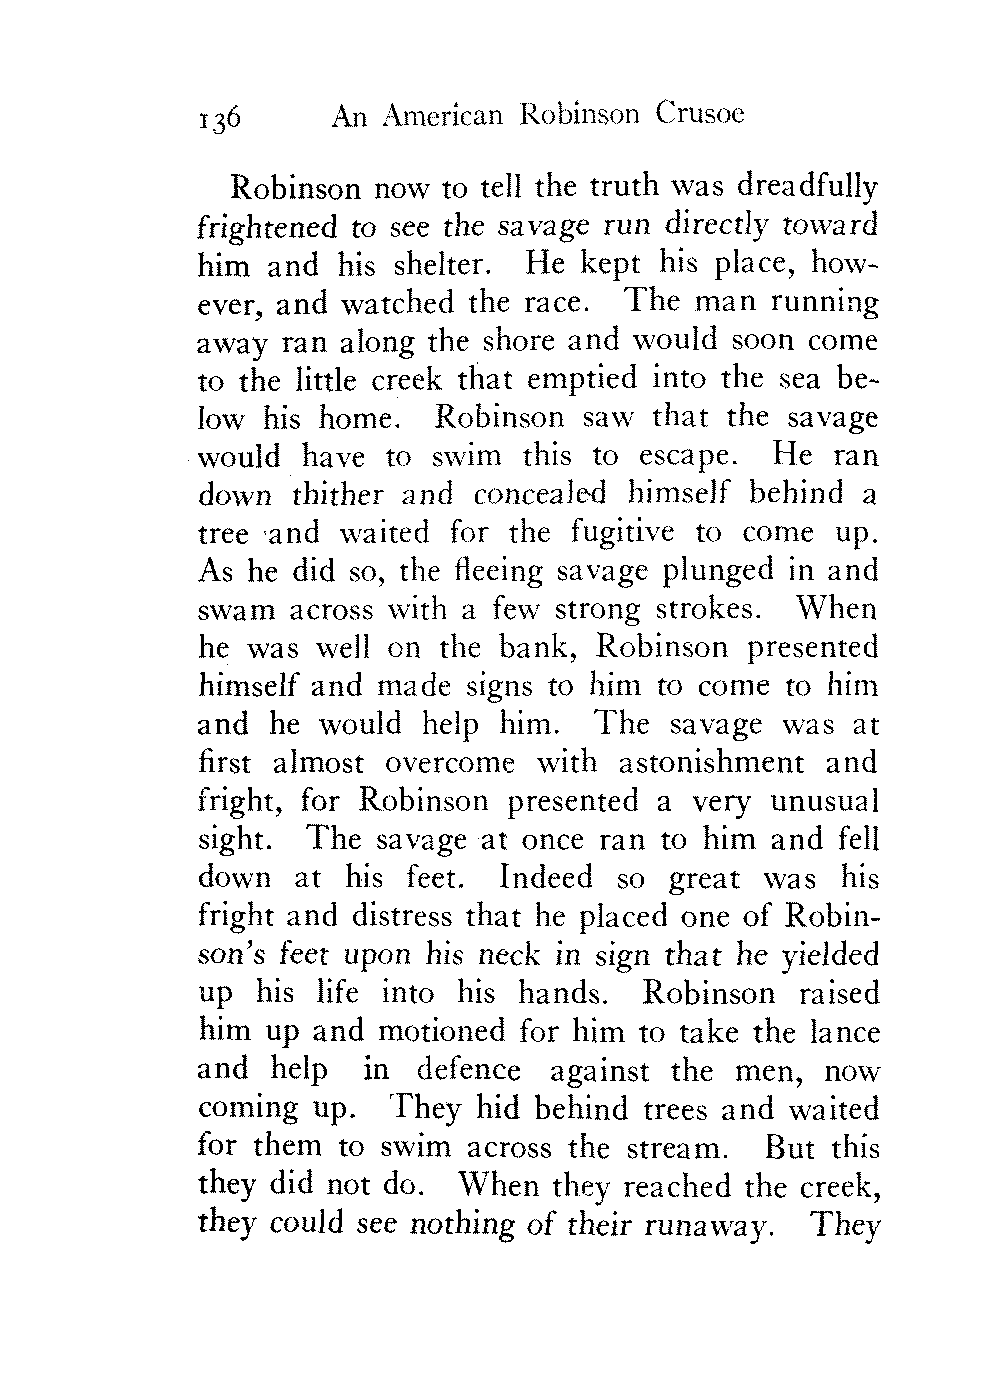 136 An American Robinson Crusoe
Robinson now to tell the truth was dreadfully
frightened to see the savage run directly toward
him and his shelter. He kept his place, how-
ever, and watched the race. The man running
away ran along the shore and would soon come
to the little creek that emptied into the sea be-
low his home. Robinson saw that the savage
would have to swim this to escape. He ran
down thither and concealed himself behind a
tree and waited for the fugitive to come up.
As he did so, the fleeing savage plunged in and
swam across with a few strong strokes. When
he was well on the bank, Robinson presented
himself and made signs to him to come to him
and he would help him. The savage was at
first almost overcome with astonishment and
fright, for Robinson presented a very unusual
sight. The savage at once ran to him and fell
down at his feet. Indeed so great was his
fright and distress that he placed one of Robin-
son's feet upon his neck in sign that he yielded
up his life into his hands. Robinson raised
him up and motioned for him to take the lance
and help in defence against the men, now
coming up. They hid behind trees and waited
for them to swim across the stream. But this
they did not do. When they reached the creek,
they could see nothing of their runaway. They